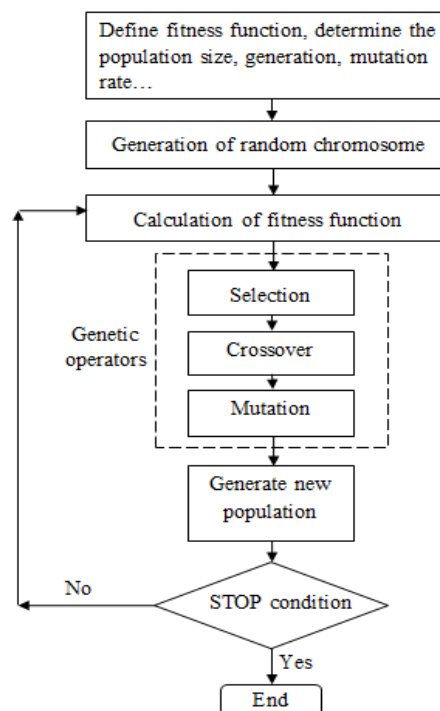 Define fitness function, determine the
population size, generation, mutation
rate...
Generation of random chromosome
Calculation of fitness function
Selection
Genetic
operators
Crossover
Mutation
Generate new
population
No
STOP condition
Yes
End